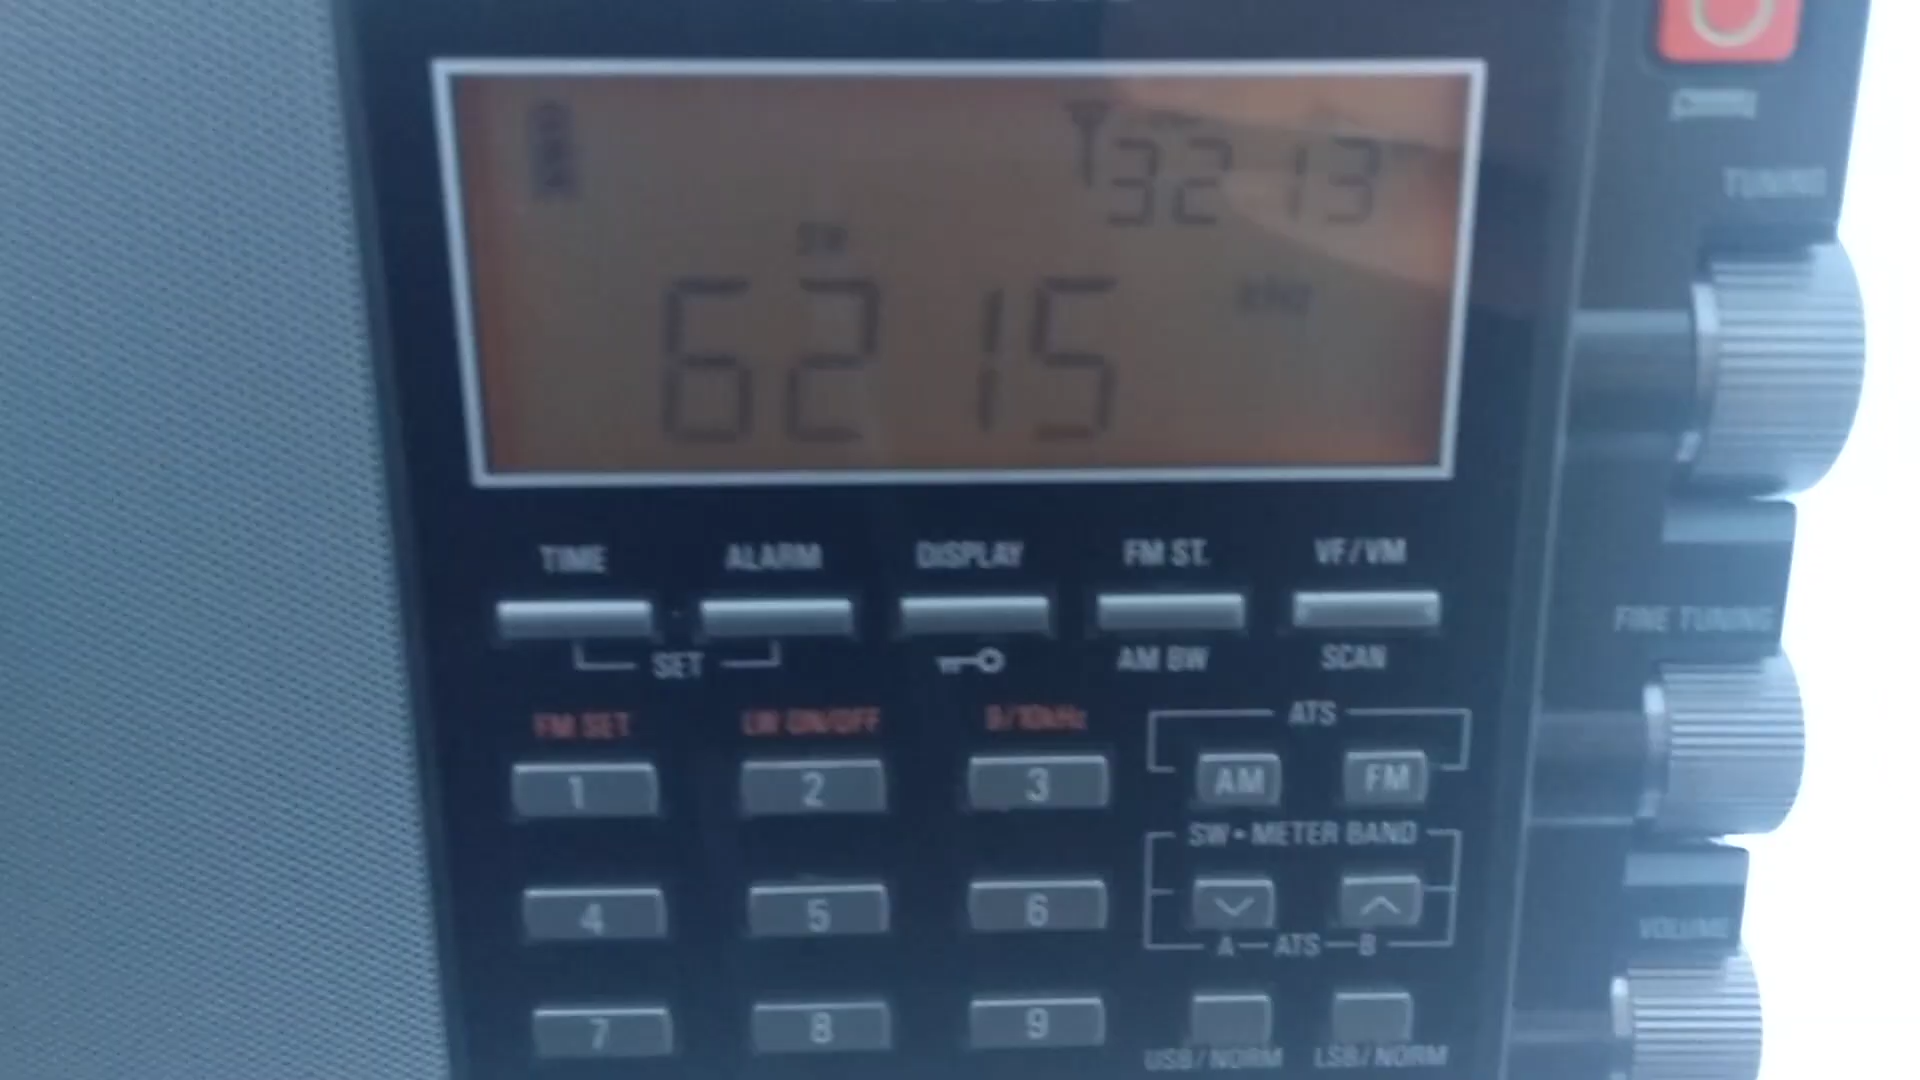 3213
SW
6215 kHz
TUNING
TIME ALARM DISPLAY FM ST. VF/VM
SET AM BW SCAN
FINE TUNING
FM SET LW ON/OFF 9/10kHz ATS
1 2 3 AM FM
SW • METER BAND
4 5 6
A ATS B
VOLUME
7 8 9
USB/NORM LSB/NORM